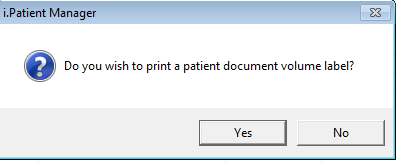 i.Patient Manager
Do you wish to print a patient document volume label?
Yes
No